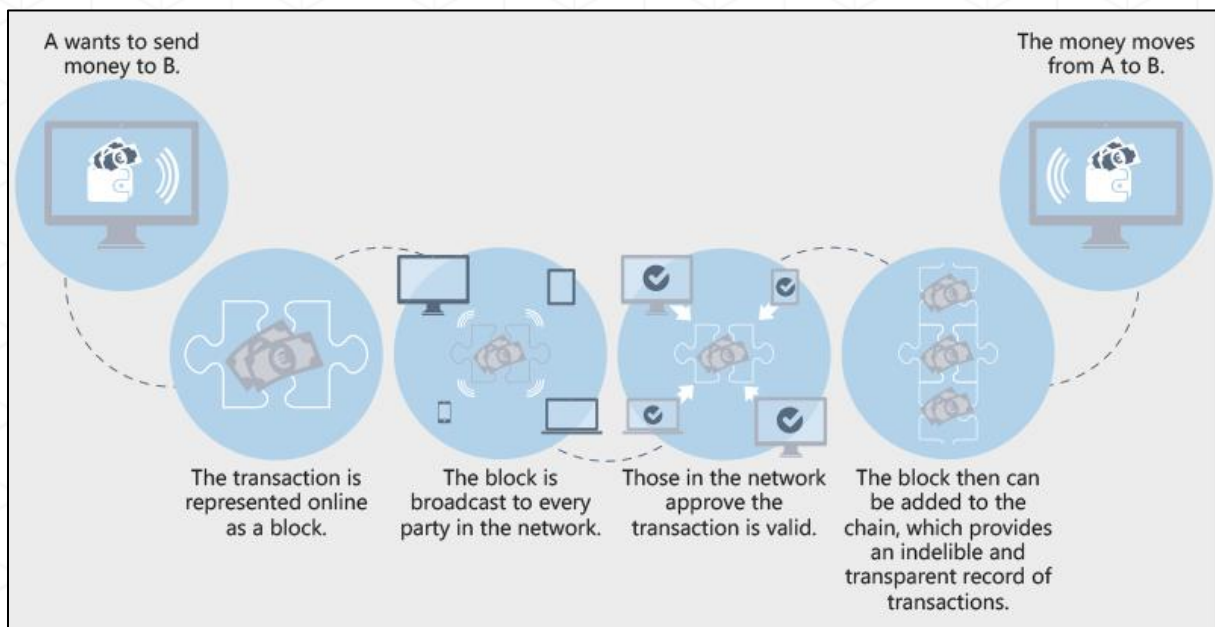 A wants to send
money to B.
The transaction is
represented online
as a block.
The block is
broadcast to every
party in the network.
Those in the network
approve the
transaction is valid.
The block then can
be added to the
chain, which provides
an indelible and
transparent record of
transactions.
The money moves
from A to B.